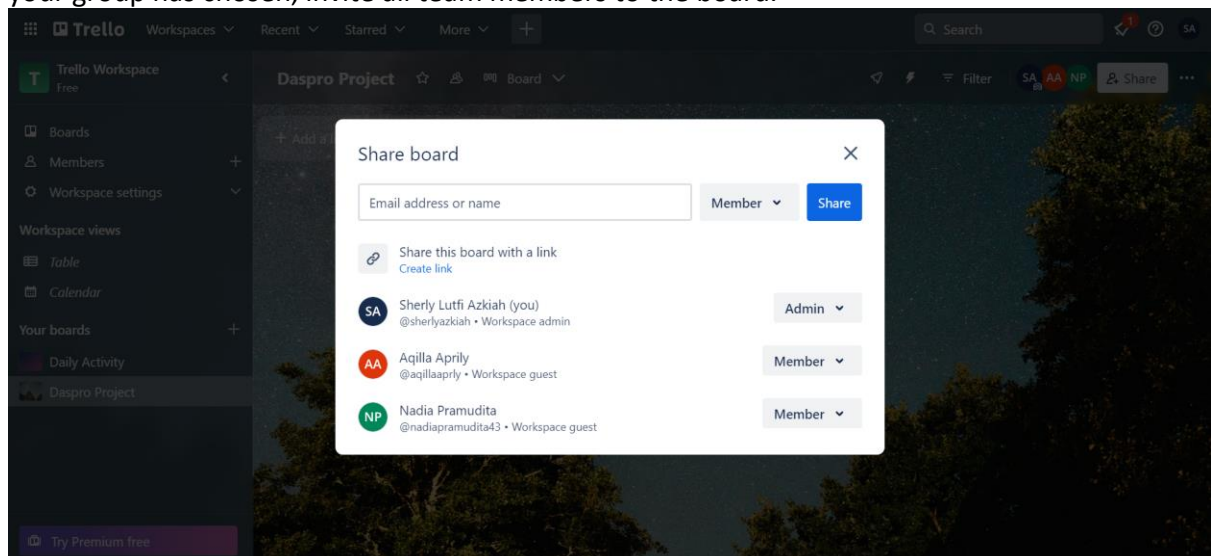 your group has chosen, invite all team members to the board.
Trello Workspaces Recent Starred More + Search 1 SA
T Trello Workspace
Free
Daspro Project Board Filter SA AA NP Share ...
Boards
Members +
Workspace settings
Workspace views
Table
Calendar
Your boards +
Daily Activity
Daspro Project
Try Premium free
+ Add a
Share board
Email address or name Member Share
Share this board with a link
Create link
SA Sherly Lutfi Azkiah (you) Admin
@sherlyazkiah • Workspace admin
AA Aqilla Aprily Member
@aqillaaprly • Workspace guest
NP Nadia Pramudita Member
@nadiapramudita43 • Workspace guest